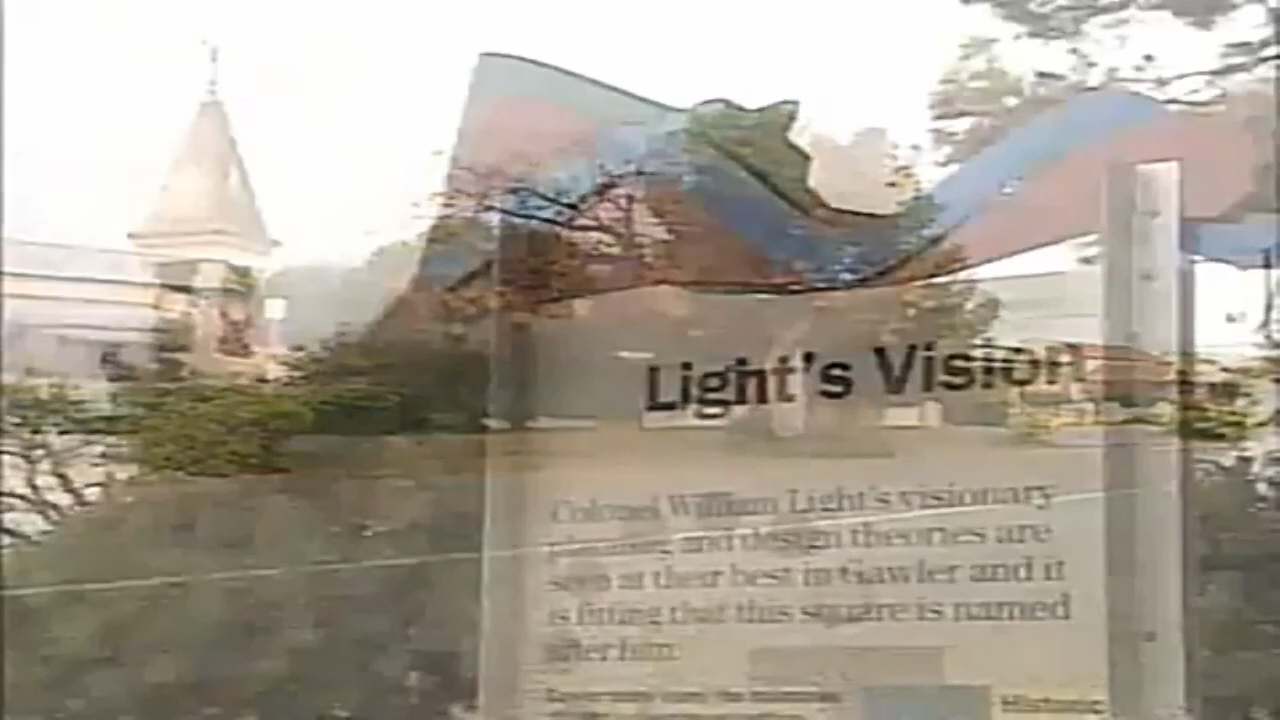 Light's Vision
Colonel William Light's visionary
planning and design theories are
seen at their best in Gawler and it
is fitting that this square is named
after him
Historic